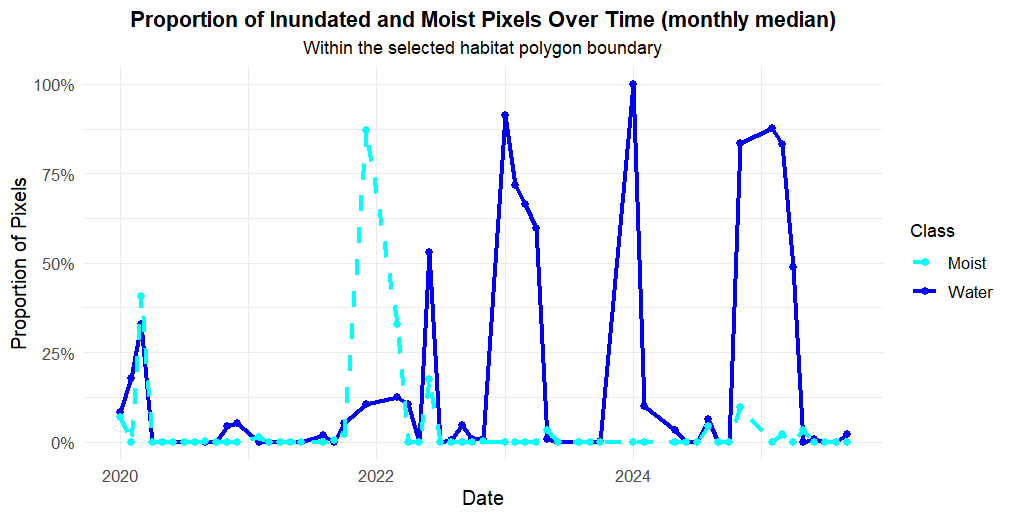 Proportion of Inundated and Moist Pixels Over Time (monthly median)
Within the selected habitat polygon boundary
Proportion of Pixels
100%
75%
50%
25%
0%
2020
2022
2024
Date
Class
Moist
Water